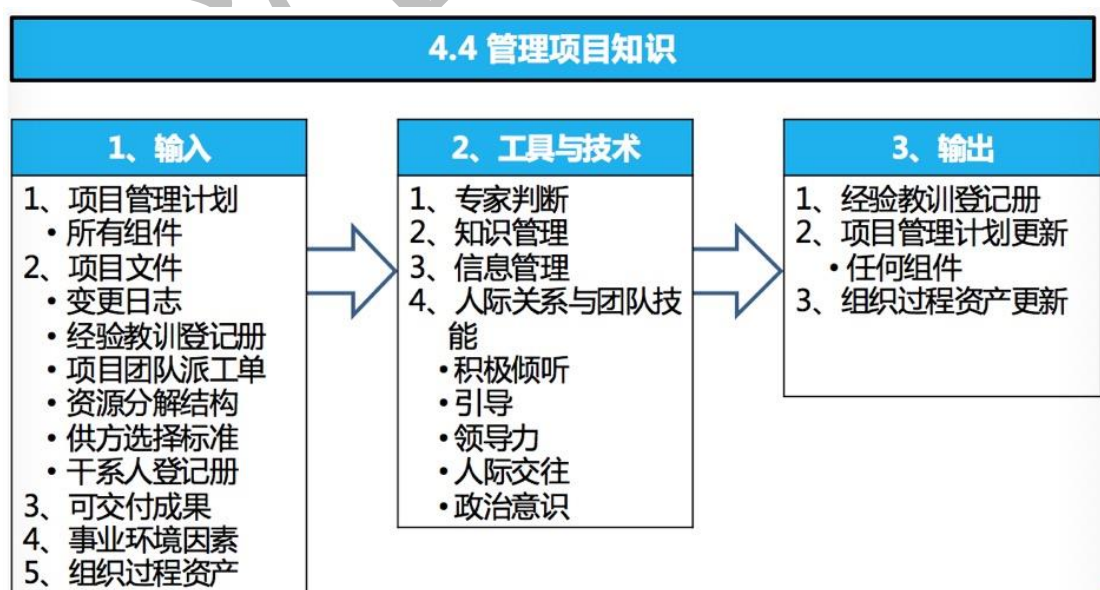 4.4 管理项目知识
1、输入
1、项目管理计划
•所有组件
2、项目文件
•变更日志
•经验教训登记册
•项目团队派工单
•资源分解结构
•供方选择标准
•干系人登记册
3、可交付成果
4、事业环境因素
5、组织过程资产
2、工具与技术
1、专家判断
2、知识管理
3、信息管理
4、人际关系与团队技
能
•积极倾听
•引导
•领导力
•人际交往
•政治意识
3、输出
1、经验教训登记册
2、项目管理计划更新
•任何组件
3、组织过程资产更新